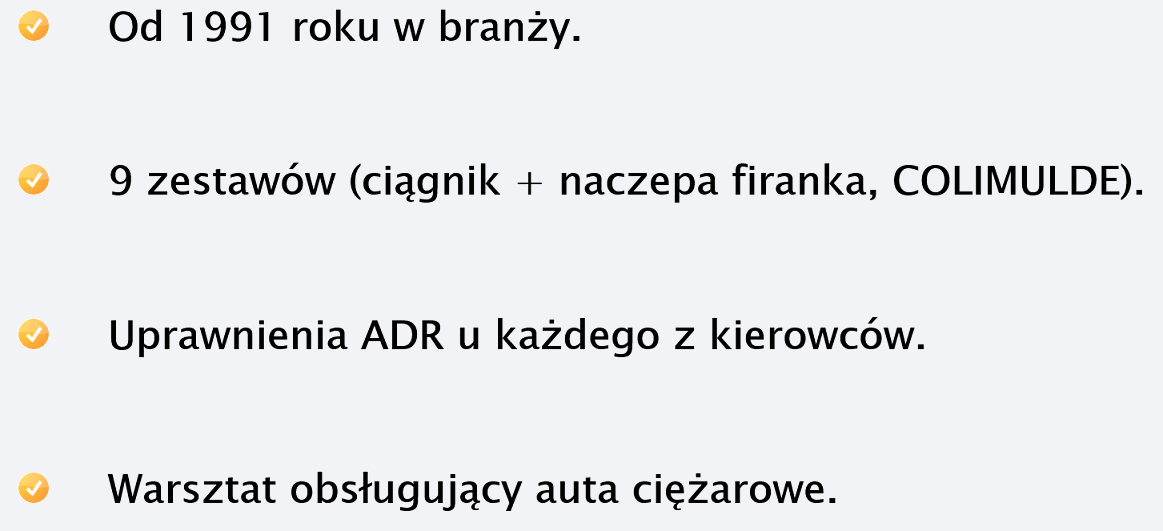 Od 1991 roku w branży.
9 zestawów (ciągnik + naczepa firanka, COLIMULDE).
Uprawnienia ADR u każdego z kierowców.
Warsztat obsługujący auta ciężarowe.